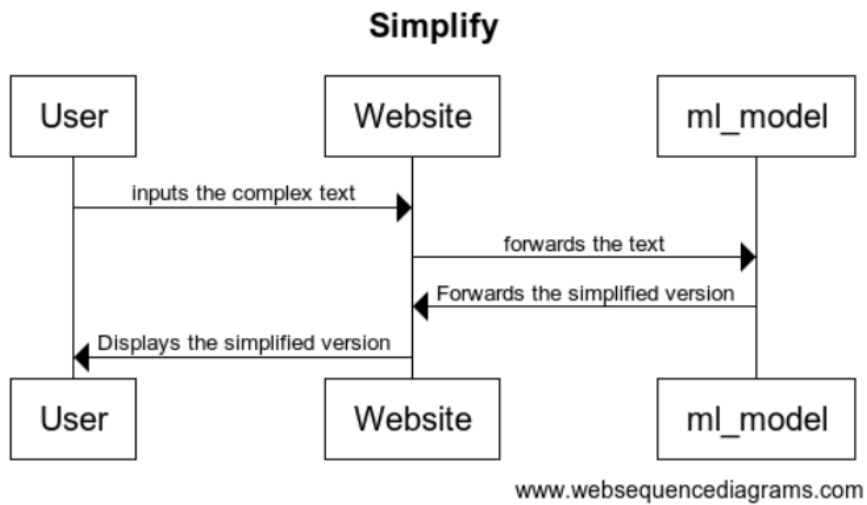 Simplify
User
Website
ml_model
inputs the complex text
forwards the text
Forwards the simplified version
Displays the simplified version
User
Website
ml_model
www.websequencediagrams.com